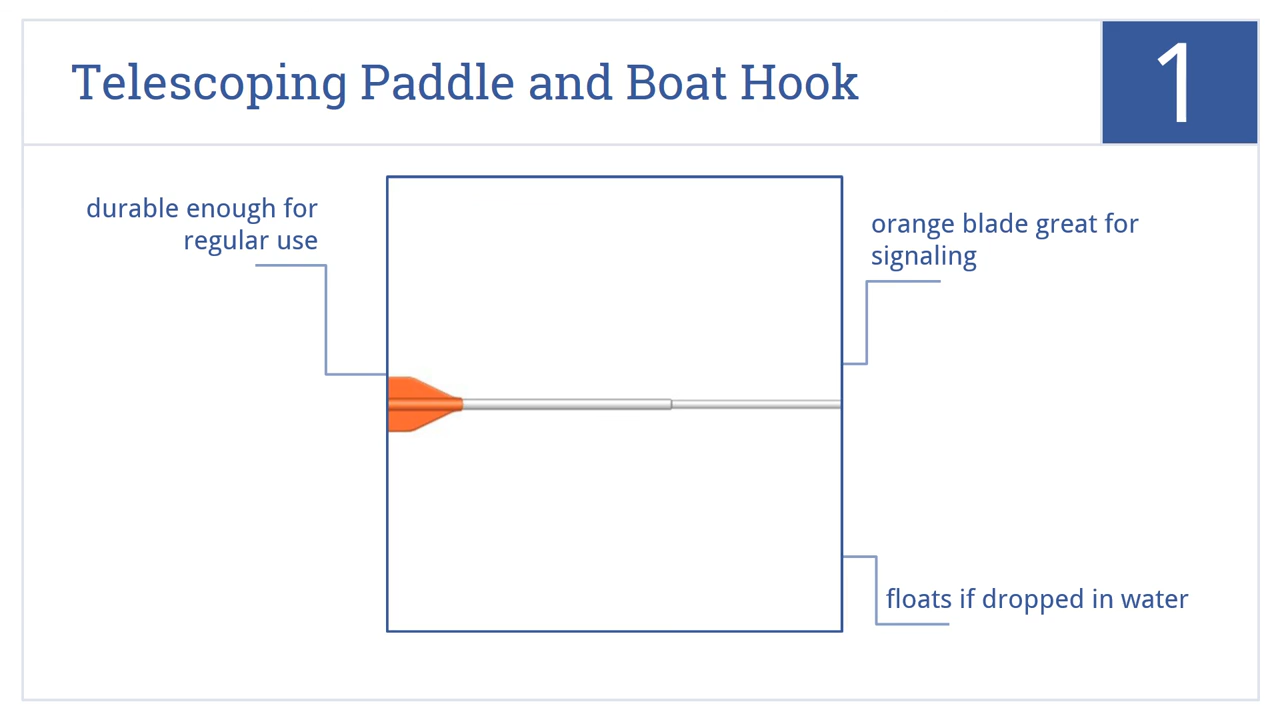 Telescoping Paddle and Boat Hook
1
durable enough for
regular use
orange blade great for
signaling
floats if dropped in water